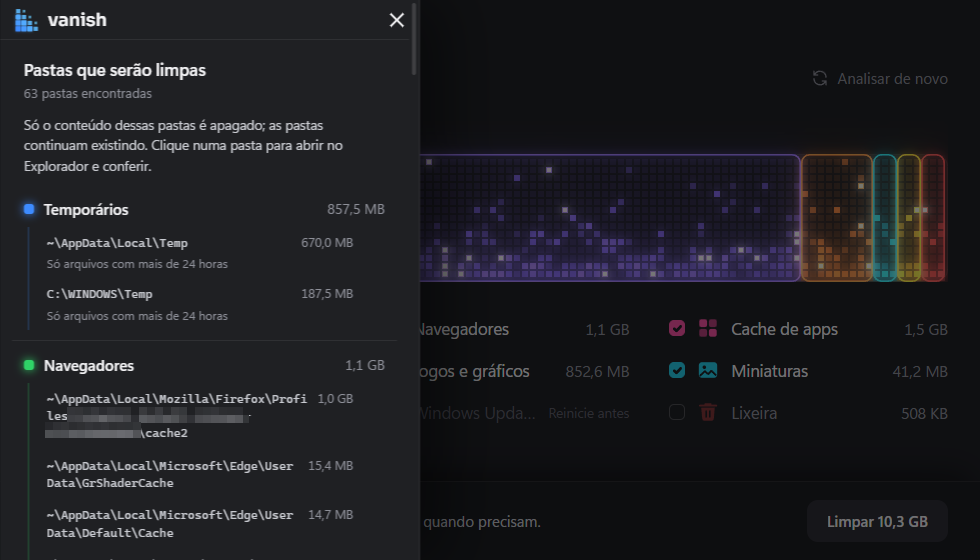 vanish
Pastas que serão limpas
63 pastas encontradas
Só o conteúdo dessas pastas é apagado; as pastas
continuam existindo. Clique numa pasta para abrir no
Explorador e conferir.
Temporários 857,5 MB
~\AppData\Local\Temp 670,0 MB
Só arquivos com mais de 24 horas
C:\WINDOWS\Temp 187,5 MB
Só arquivos com mais de 24 horas
Navegadores 1,1 GB
~\AppData\Local\Mozilla\Firefox\Profi 1,0 GB
les
\cache2
~\AppData\Local\Microsoft\Edge\User 15,4 MB
Data\GrShaderCache
~\AppData\Local\Microsoft\Edge\User 14,7 MB
Data\Default\Cache
Analisar de novo
Navegadores 1,1 GB
Cache de apps 1,5 GB
ogos e gráficos 852,6 MB
Miniaturas 41,2 MB
Windows Upda... Reinicie antes
Lixeira 508 KB
quando precisam.
Limpar 10,3 GB